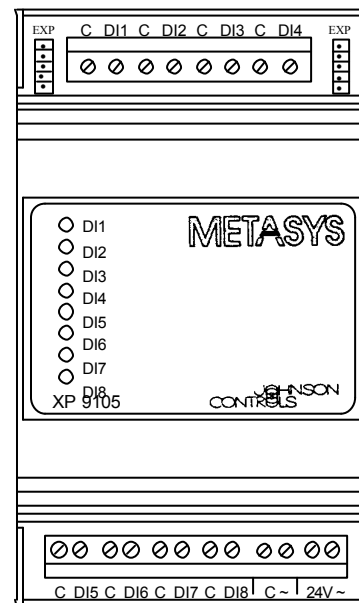 EXP C DI1 C DI2 C DI3 C DI4 EXP
METASYS
DI1
DI2
DI3
DI4
DI5
DI6
DI7
DI8
XP 9105
JOHNSON
CONTROLS
C DI5 C DI6 C DI7 C DI8 C ~ 24V ~